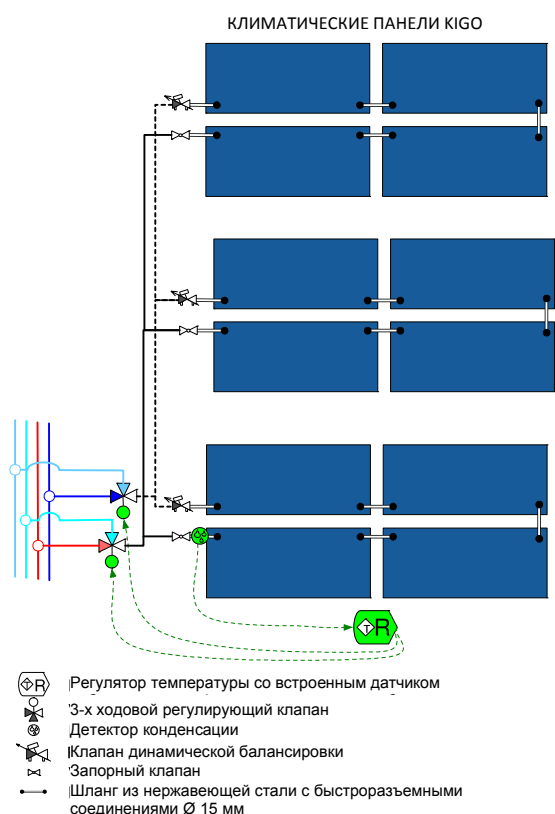 КЛИМАТИЧЕСКИЕ ПАНЕЛИ KIGO
R
T
R
T
Регулятор температуры со встроенным датчиком
3-х ходовой регулирующий клапан
Детектор конденсации
Клапан динамической балансировки
Запорный клапан
Шланг из нержавеющей стали с быстроразъемными
соединениями Ø 15 мм